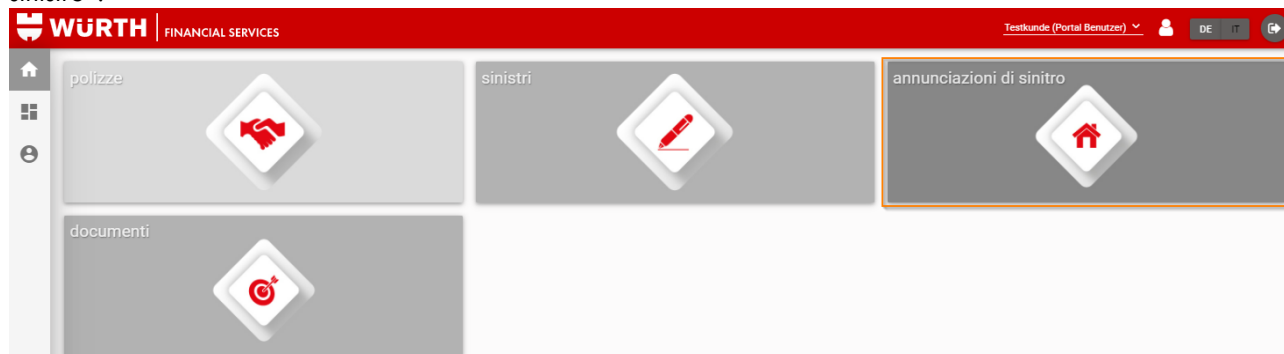 WÜRTH FINANCIAL SERVICES
Testkunde (Portal Benutzer)
DE IT
polizze
sinistri
annunciazioni di sinitro
documenti